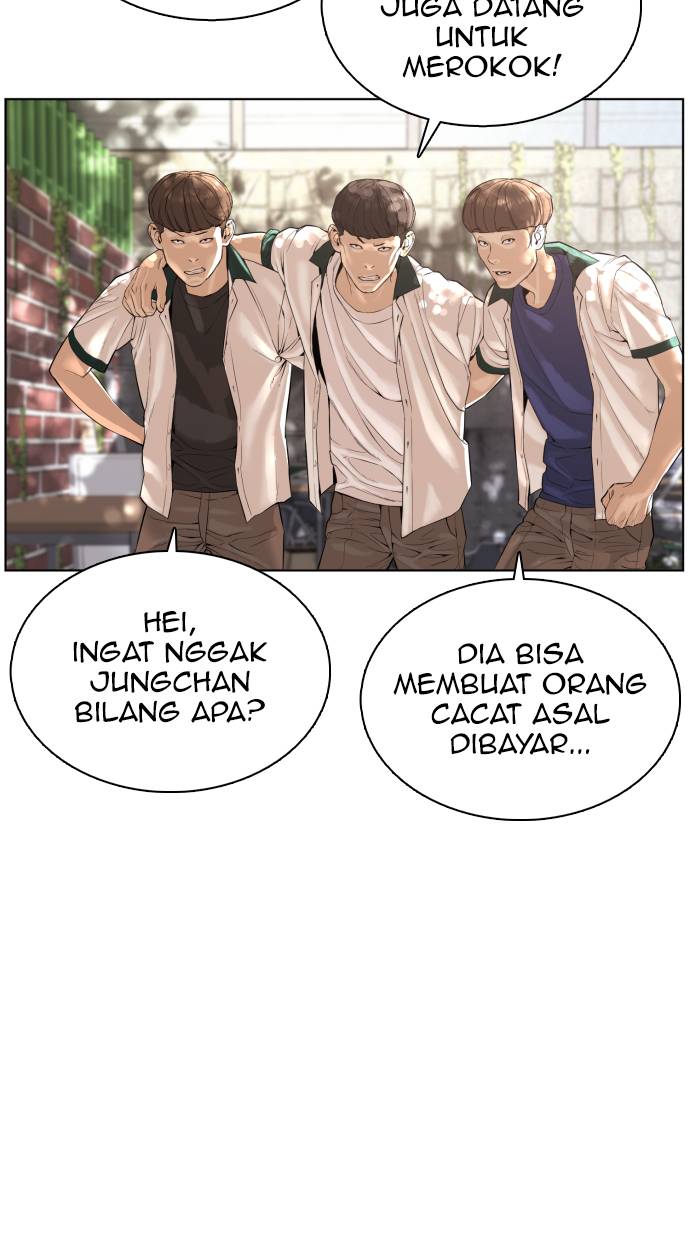 JUGA DATANG
UNTUK
MEROKOK!
HEI,
INGAT NGGAK
JUNGCHAN
BILANG APA?
DIA BISA
MEMBUAT ORANG
CACAT ASAL
DIBAYAR...